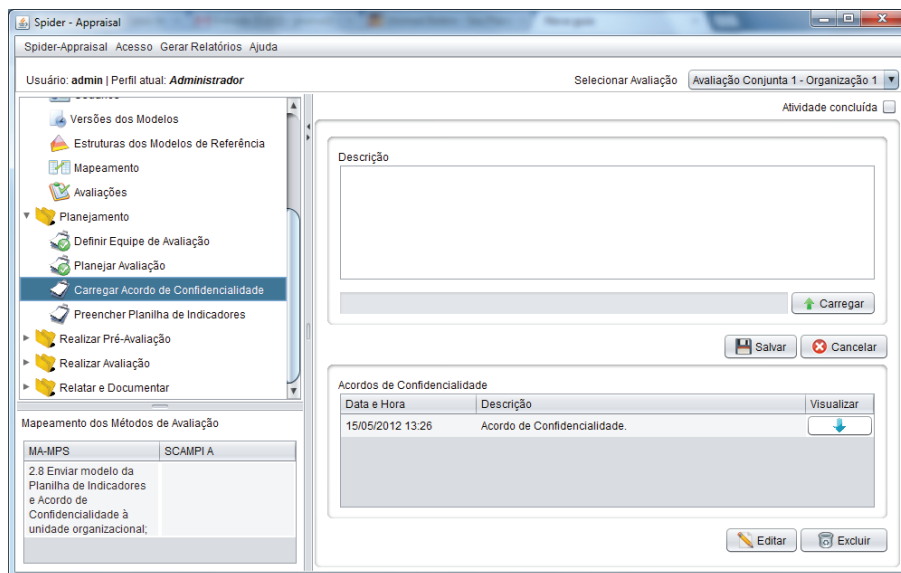 Spider - Appraisal
Spider-Appraisal Acesso Gerar Relatórios Ajuda
Usuário: admin | Perfil atual: Administrador
Selecionar Avaliação
Avaliação Conjunta 1 - Organização 1
Atividade concluída
Versões dos Modelos
Estruturas dos Modelos de Referência
Mapeamento
Avaliações
Planejamento
Definir Equipe de Avaliação
Planejar Avaliação
Carregar Acordo de Confidencialidade
Preencher Planilha de Indicadores
Realizar Pré-Avaliação
Realizar Avaliação
Relatar e Documentar
Mapeamento dos Métodos de Avaliação
MA-MPS SCAMPI A
2.8 Enviar modelo da
Planilha de Indicadores
e Acordo de
Confidencialidade à
unidade organizacional;
Descrição
Carregar
Salvar Cancelar
Acordos de Confidencialidade
Data e Hora Descrição Visualizar
15/05/2012 13:26 Acordo de Confidencialidade.
Editar Excluir